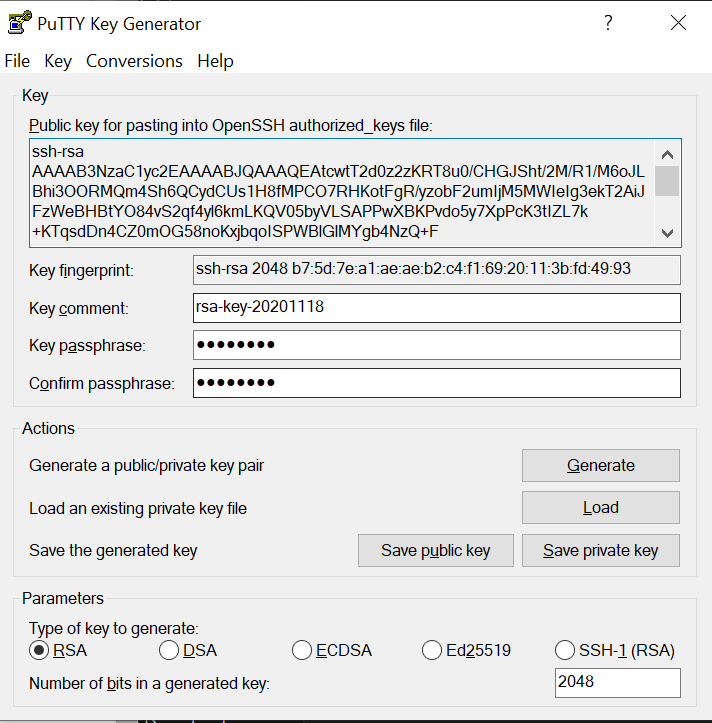 PuTTY Key Generator
File Key Conversions Help
Key
Public key for pasting into OpenSSH authorized_keys file:
ssh-rsa
AAAAB3NzaC1yc2EAAAABJQAAAQEAtcwtT2d0z2zKRT8u0/CHGJSht/2M/R1/M6oJL
Bhi3OORMQm4Sh6QCydCUs1H8fMPCO7RHKotFgR/yzobF2umIjM5MWIeIg3ekT2AiJ
FzWeBHBtYO84vS2qf4yl6kmLKQV05byVLSAPPwXBKPvdo5y7XpPcK3tIZL7k
+KTqsdDn4CZ0mOG58noKxjbqoISPWBlGlMYgb4NzQ+F
Key fingerprint: ssh-rsa 2048 b7:5d:7e:a1:ae:ae:b2:c4:f1:69:20:11:3b:fd:49:93
Key comment: rsa-key-20201118
Key passphrase: ●●●●●●●●
Confirm passphrase: ●●●●●●●●
Actions
Generate a public/private key pair Generate
Load an existing private key file Load
Save the generated key Save public key Save private key
Parameters
Type of key to generate:
RSA DSA ECDSA Ed25519 SSH-1 (RSA)
Number of bits in a generated key: 2048